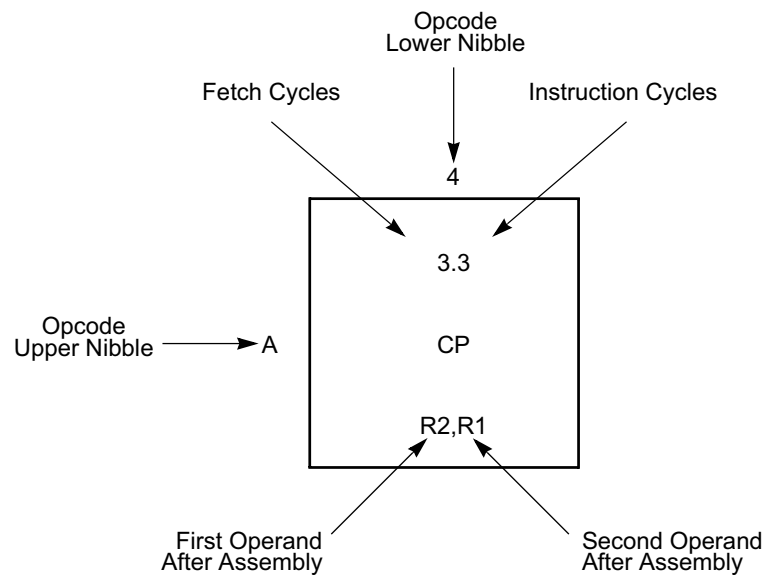 Opcode
Lower Nibble
Fetch Cycles
Instruction Cycles
4
3.3
Opcode
Upper Nibble
A
CP
R2,R1
First Operand
After Assembly
Second Operand
After Assembly